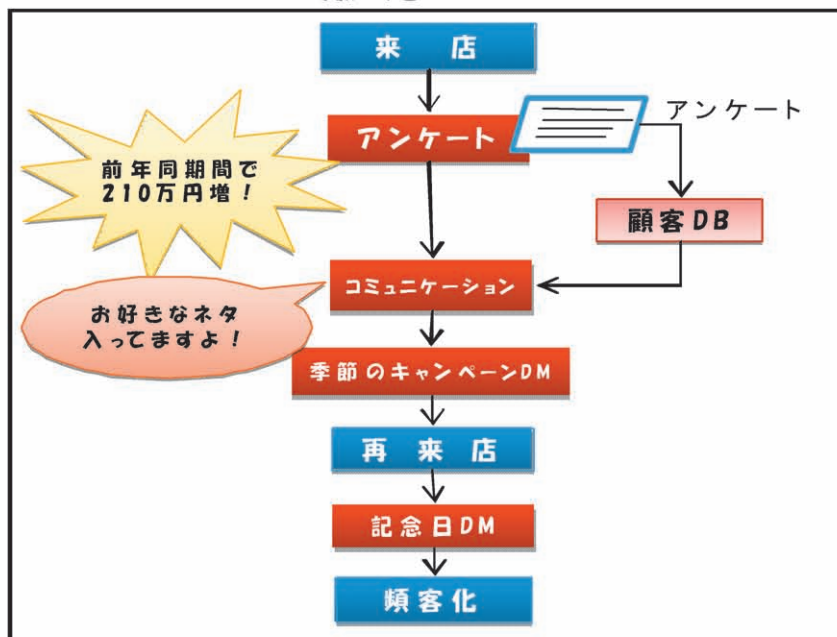 来店
アンケート
アンケート
前年同期間で
210万円増!
顧客DB
コミュニケーション
お好きなネタ
入ってますよ!
季節のキャンペーンDM
再来店
記念日DM
頻客化